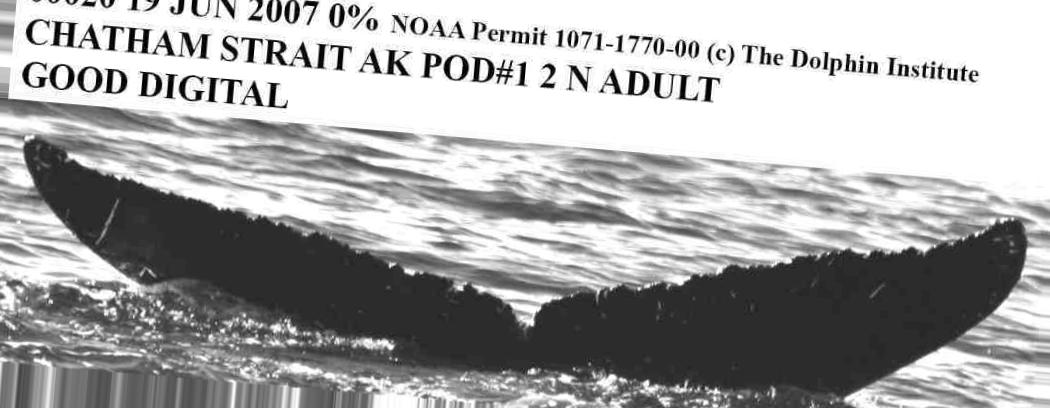 19 JUN 2007 0% NOAA Permit 1071-1770-00 (c) The Dolphin Institute
CHATHAM STRAIT AK POD#1 2 N ADULT
GOOD DIGITAL